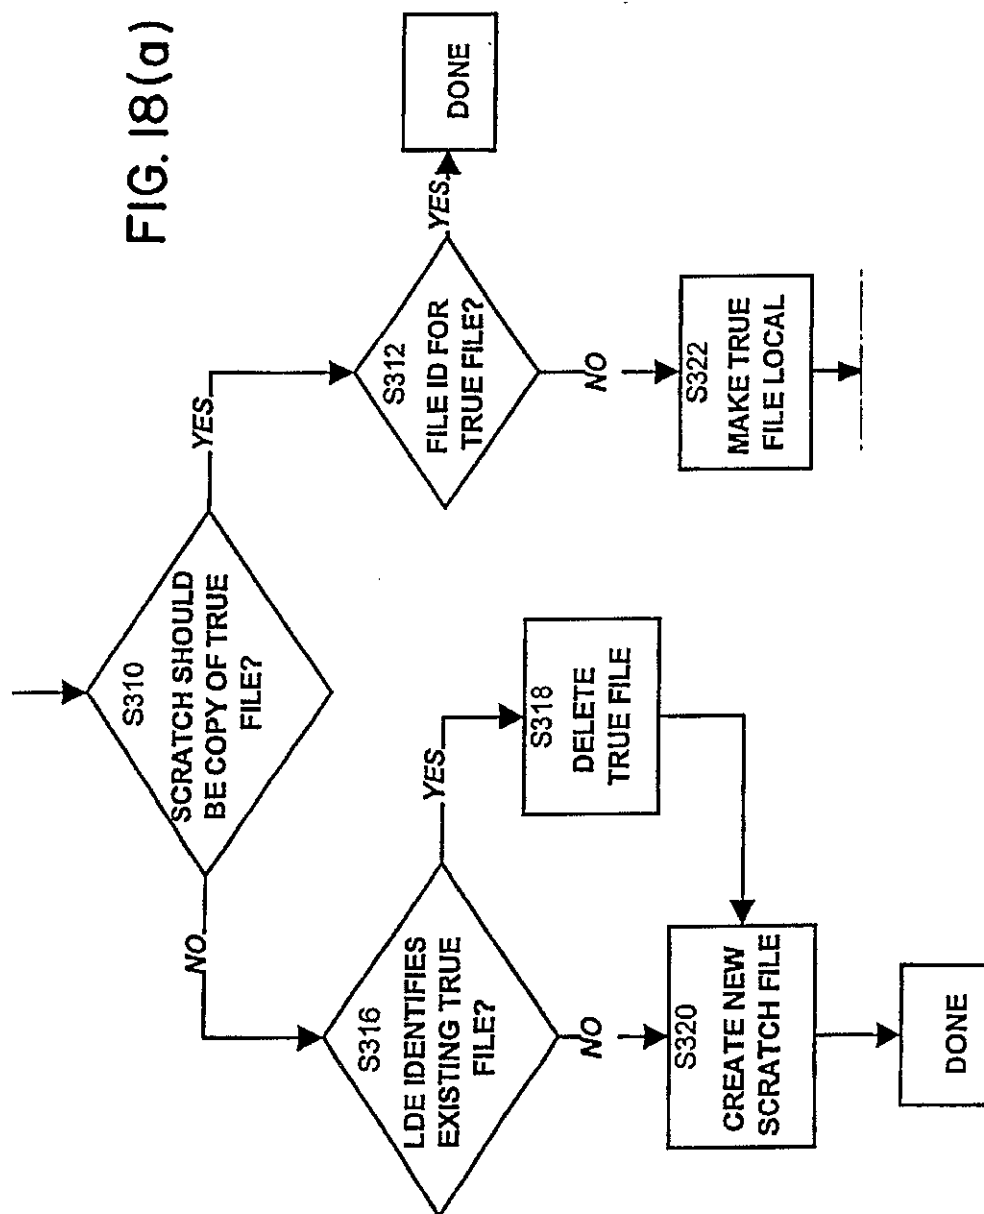 FIG. 18(a)
S310
SCRATCH SHOULD
BE COPY OF TRUE
FILE?
YES
NO
S312
FILE ID FOR
TRUE FILE?
YES
DONE
NO
S322
MAKE TRUE
FILE LOCAL
S316
LDE IDENTIFIES
EXISTING TRUE
FILE?
YES
S318
DELETE
TRUE FILE
NO
S320
CREATE NEW
SCRATCH FILE
DONE